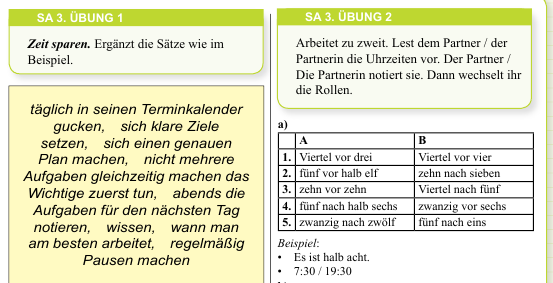 SA 3. ÜBUNG 1
Zeit sparen. Ergänzt die Sätze wie im
Beispiel.
täglich in seinen Terminkalender
gucken, sich klare Ziele
setzen, sich einen genauen
Plan machen, nicht mehrere
Aufgaben gleichzeitig machen das
Wichtige zuerst tun, abends die
Aufgaben für den nächsten Tag
notieren, wissen, wann man
am besten arbeitet, regelmäßig
Pausen machen
SA 3. ÜBUNG 2
Arbeitet zu zweit. Lest dem Partner / der
Partnerin die Uhrzeiten vor. Der Partner /
Die Partnerin notiert sie. Dann wechselt ihr
die Rollen.
a)
A B
1. Viertel vor drei Viertel vor vier
2. fünf vor halb elf zehn nach sieben
3. zehn vor zehn Viertel nach fünf
4. fünf nach halb sechs zwanzig vor sechs
5. zwanzig nach zwölf fünf nach eins
Beispiel:
• Es ist halb acht.
• 7:30 / 19:30